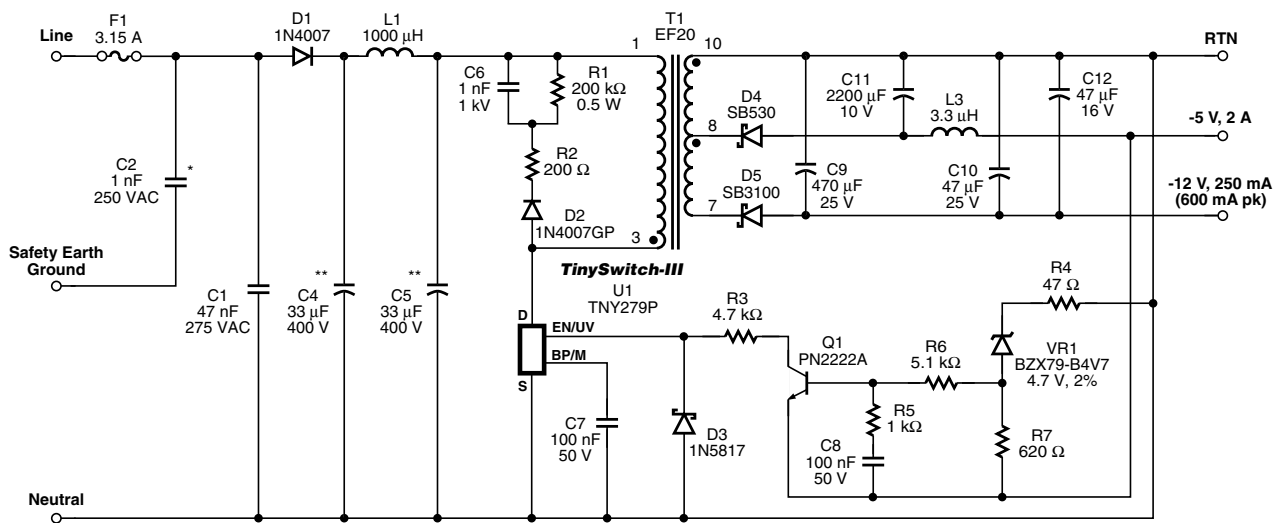 F1
3.15 A
Line
D1
1N4007
L1
1000 µH
C6
1 nF
1 kV
R1
200 kΩ
0.5 W
T1
EF20
1
10
RTN
C11
2200 µF
10 V
L3
3.3 µH
C12
47 µF
16 V
D4
SB530
8
-5 V, 2 A
C2
1 nF
250 VAC
*
R2
200 Ω
D5
SB3100
C9
470 µF
25 V
C10
47 µF
25 V
-12 V, 250 mA
(600 mA pk)
7
D2
1N4007GP
3
Safety Earth
Ground
TinySwitch-III
U1
TNY279P
C1
47 nF
275 VAC
**
C4
33 µF
400 V
**
C5
33 µF
400 V
D
EN/UV
BP/M
S
R3
4.7 kΩ
Q1
PN2222A
R4
47 Ω
R6
5.1 kΩ
VR1
BZX79-B4V7
4.7 V, 2%
C7
100 nF
50 V
D3
1N5817
R5
1 kΩ
C8
100 nF
50 V
R7
620 Ω
Neutral